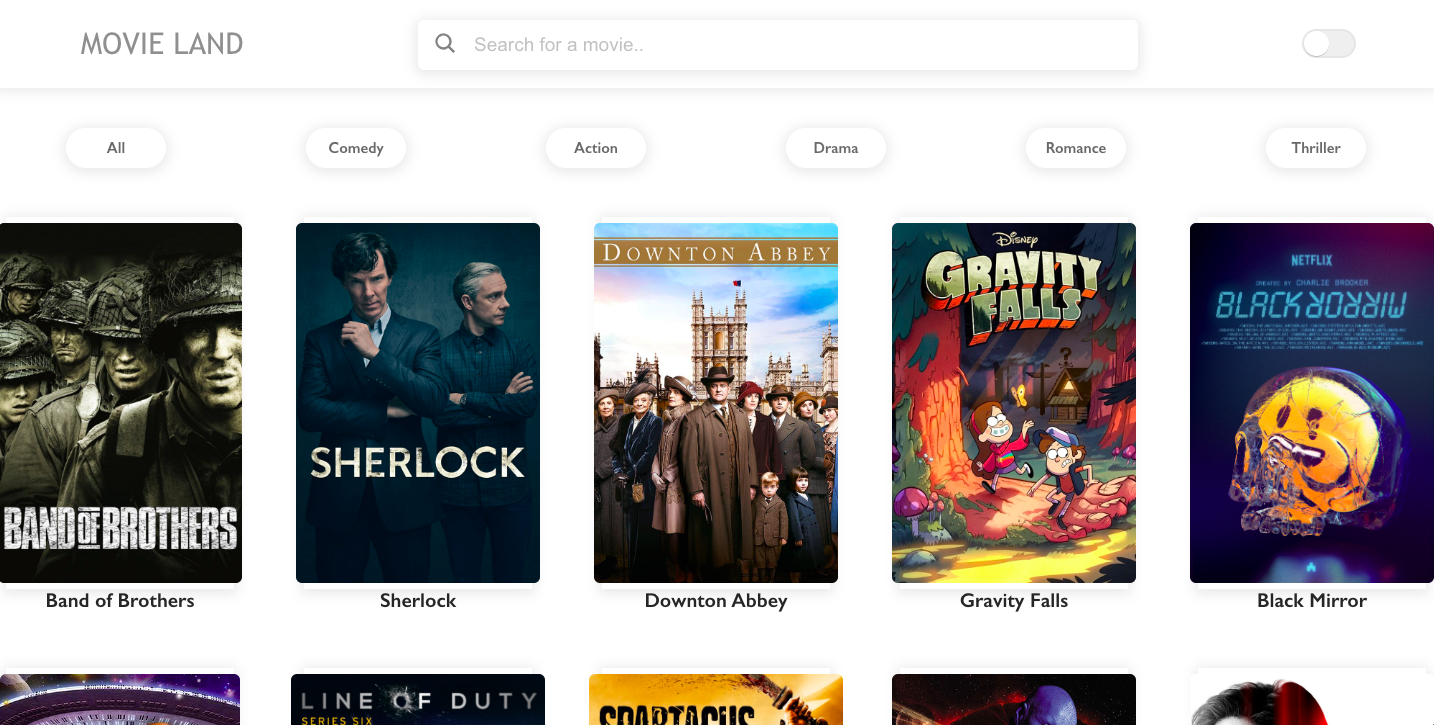 MOVIE LAND
Search for a movie..
All
Comedy
Action
Drama
Romance
Thriller
BAND OF BROTHERS
SHERLOCK
DOWNTON ABBEY
Disney
GRAVITY
FALLS
NETFLIX
CREATED BY CHARLIE BROOKER
BLACK MIRROR
Band of Brothers
Sherlock
Downton Abbey
Gravity Falls
Black Mirror
LINE OF DUTY
SERIES SIX
SPARTACUS